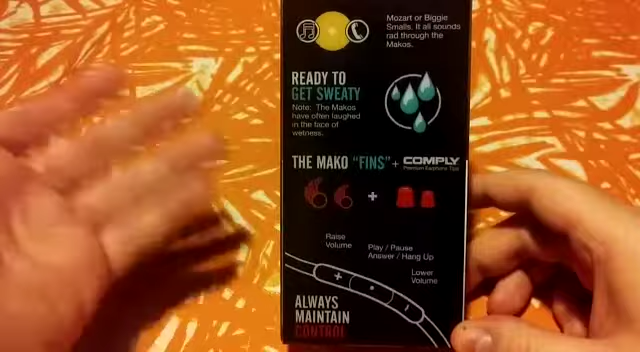 Mozart or Biggie
Smalls. It all sounds
rad through the
Makos.
READY TO
GET SWEATY
Note: The Makos
have often laughed
in the face of
wetness.
THE MAKO "FINS" + COMPLY
Premium Earphone Tips
+
Raise
Volume
Play / Pause
Answer / Hang Up
Lower
Volume
ALWAYS
MAINTAIN
CONTROL